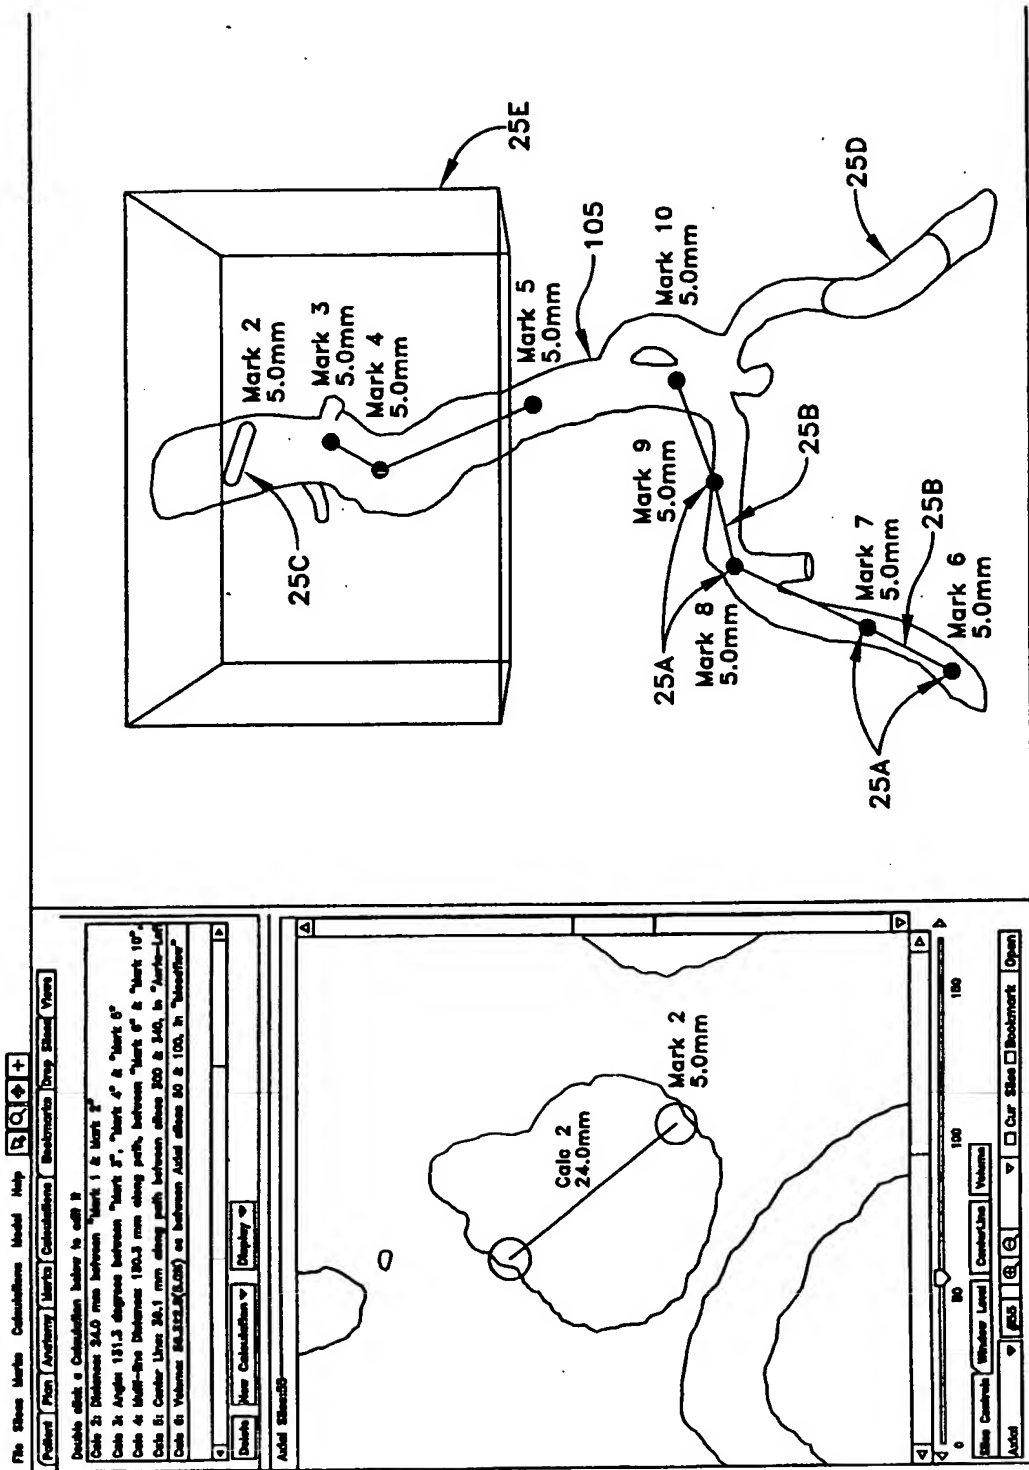 File Slices Marks Calculations Model Help
Patient Plan Anatomy Marks Calculations Bookmarks Drop Slices Views
Double click a Calculation below to edit it
Calc 2: Distance: 24.0 mm between "Mark 1 & Mark 2"
Calc 3: Angle: 131.3 degrees between "Mark 3", "Mark 4" & "Mark 5"
Calc 4: Multi-line Distance: 130.3 mm along path, between "Mark 6" & "Mark 10",
Calc 5: Center Line: 36.1 mm along path between slices 300 & 340, in "Aorto-Left
Calc 6: Volume: cc between Axial slices 50 & 100, in "bloodflow"
Delete New Calculation Display
Axial Slice:55
Calc 2
24.0mm
Mark 2
5.0mm
0 50 100 150
Slice Controls Window Level CenterLine Volume
Axial #55 Cur Slice Bookmark Open
25E
Mark 2
5.0mm
Mark 3
5.0mm
Mark 4
5.0mm
25C
Mark 5
5.0mm
105
Mark 10
5.0mm
Mark 9
5.0mm
25A
Mark 8
5.0mm
25B
25D
Mark 7
5.0mm
25B
Mark 6
5.0mm
25A